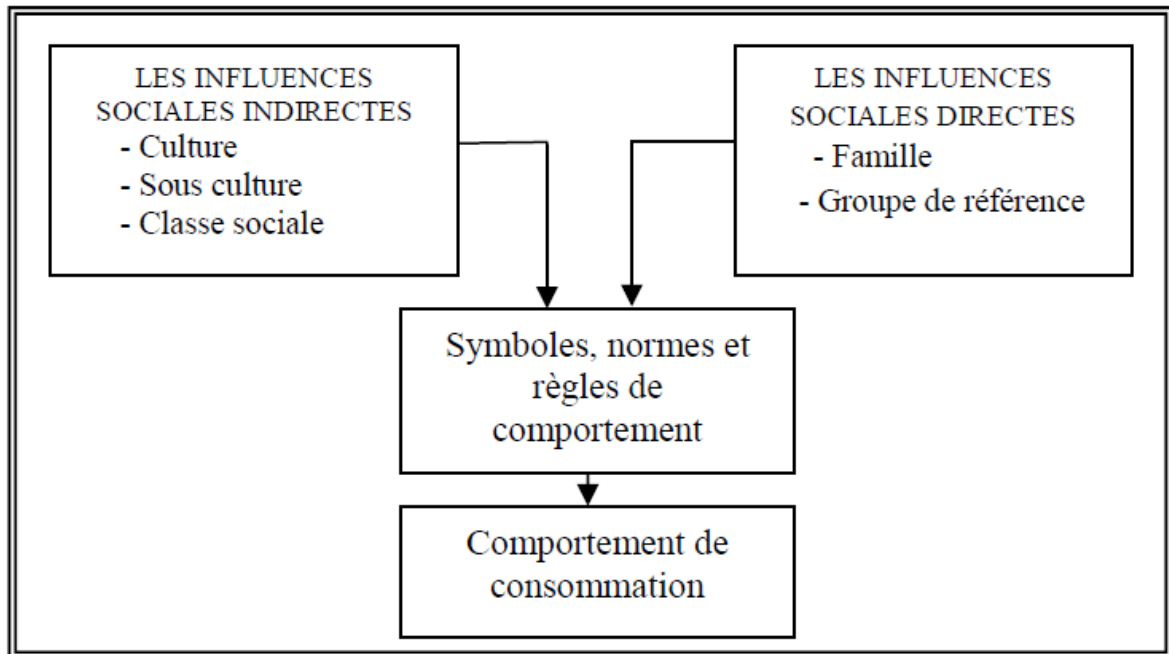 LES INFLUENCES
SOCIALES INDIRECTES
- Culture
- Sous culture
- Classe sociale
LES INFLUENCES
SOCIALES DIRECTES
- Famille
- Groupe de référence
Symboles, normes et
règles de
comportement
Comportement de
consommation